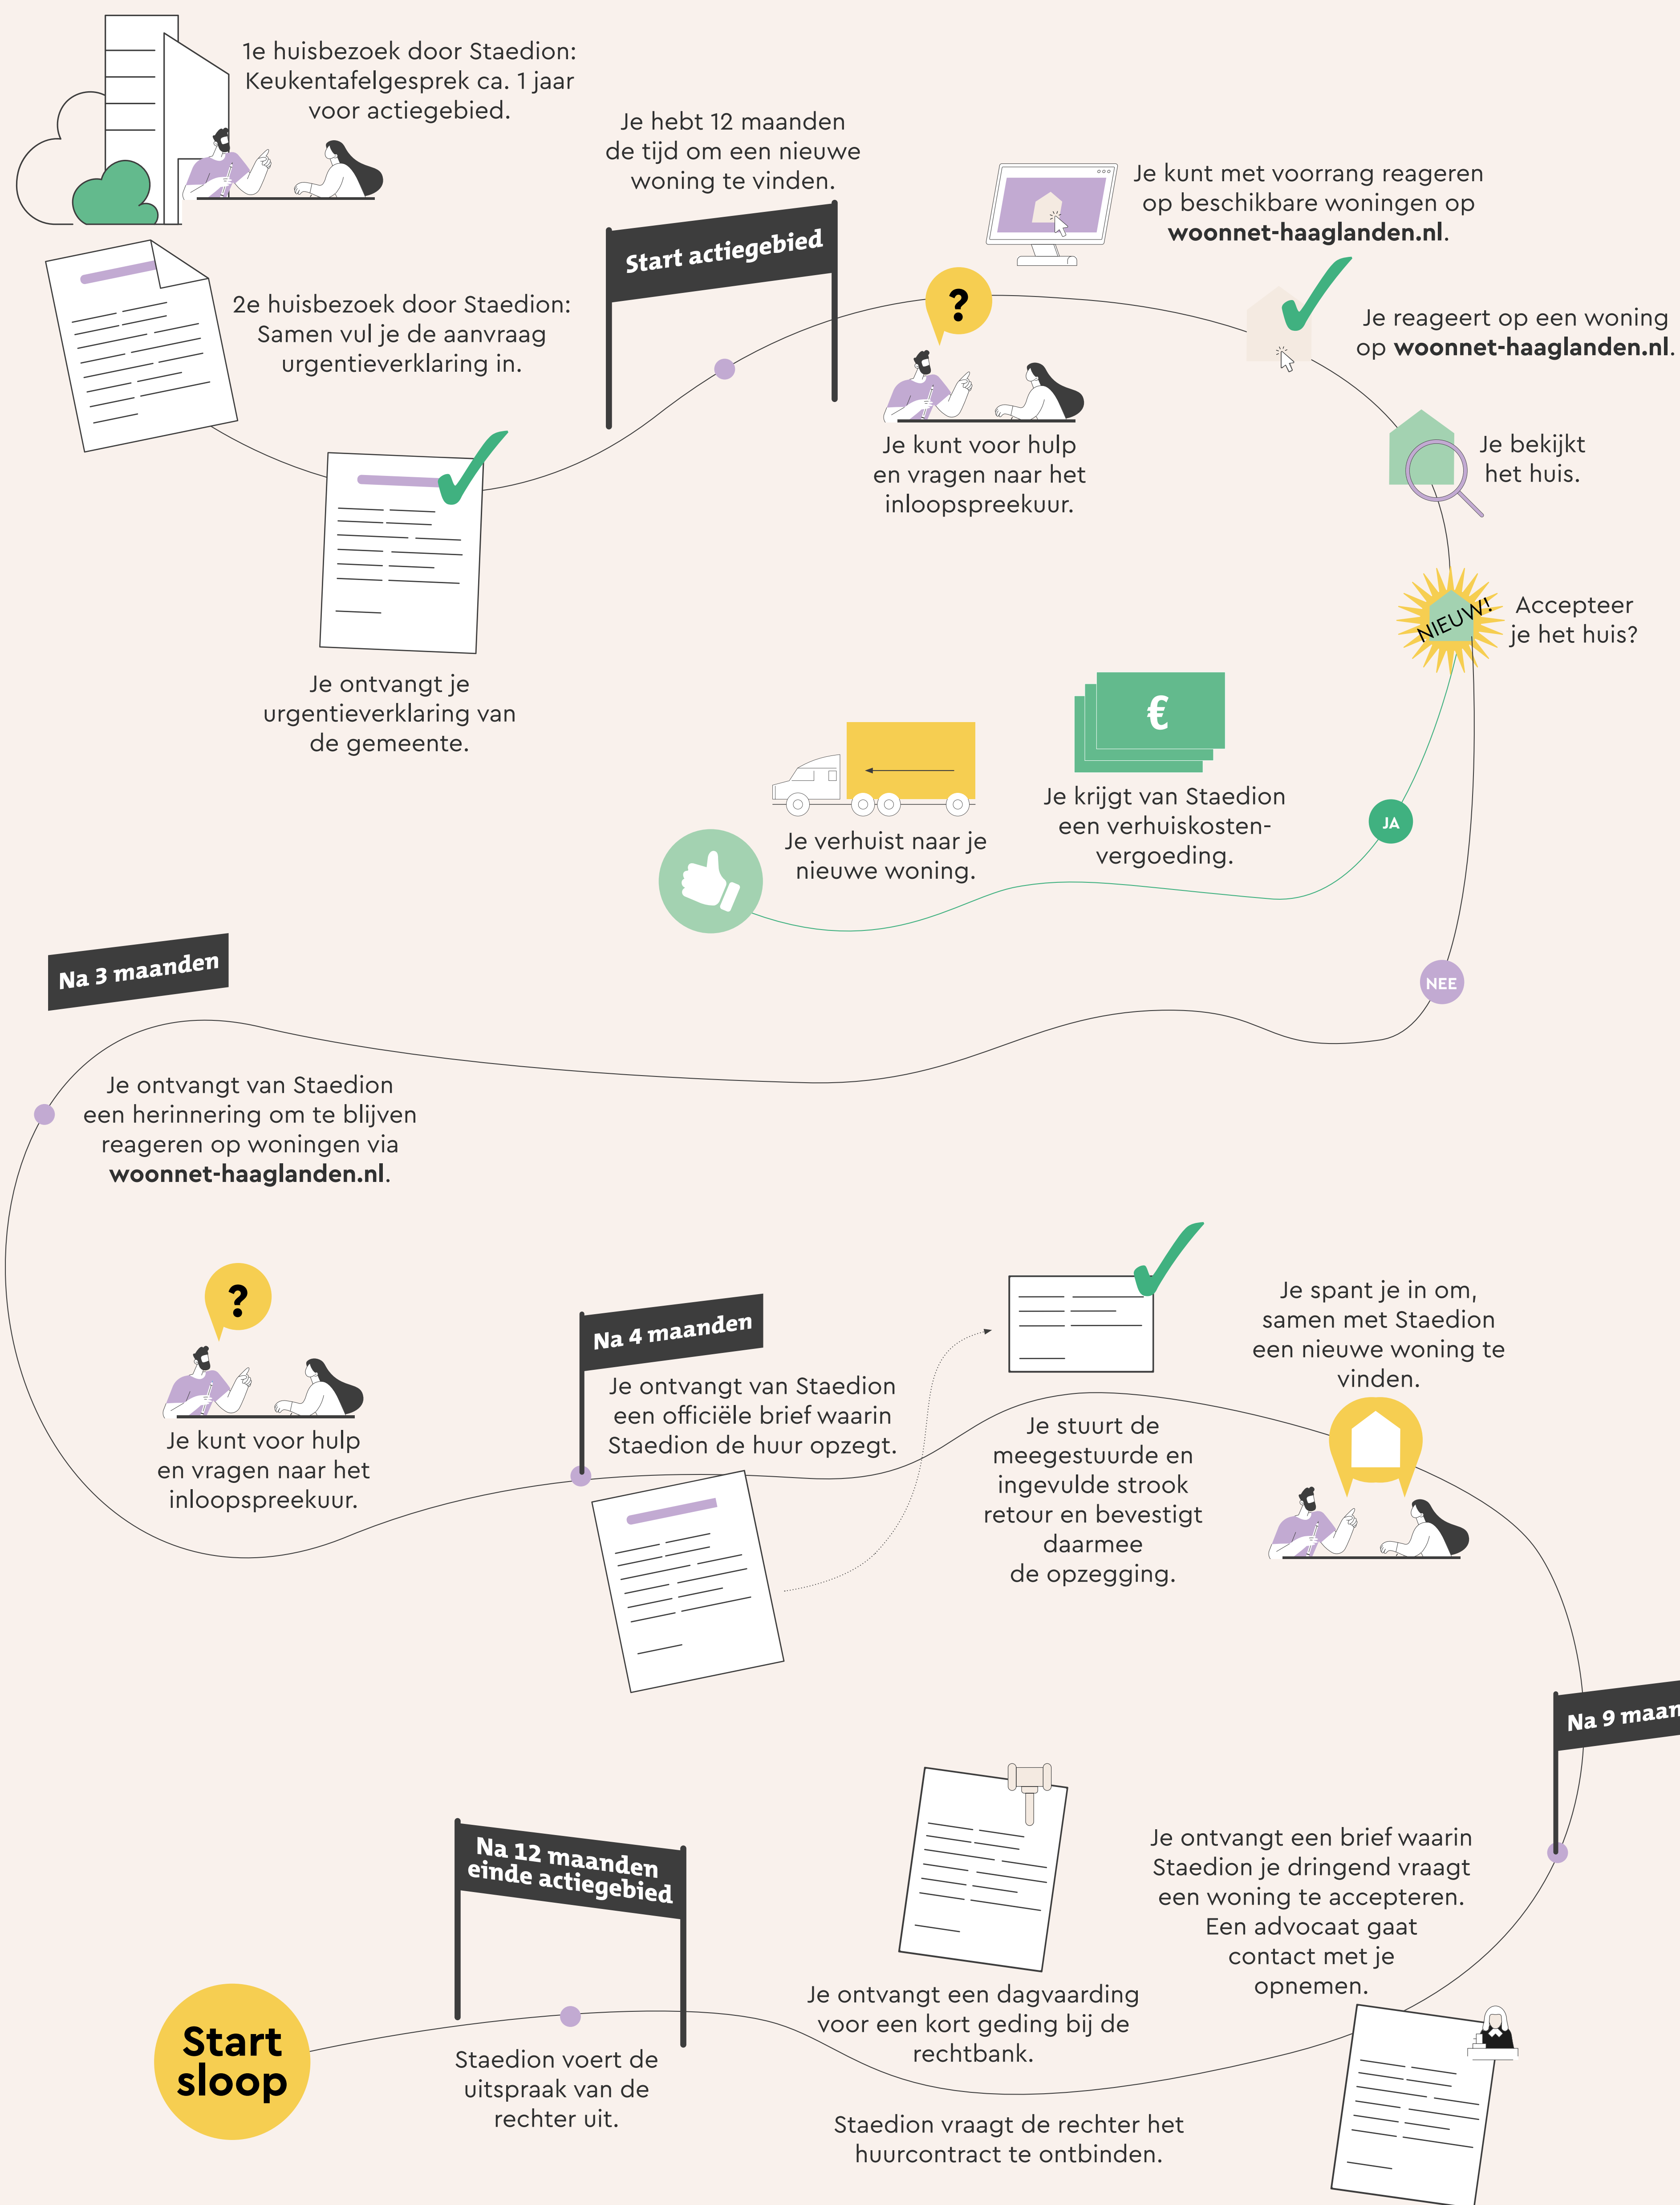 1e huisbezoek door Staedion:
Keukentafelgesprek ca. 1 jaar
voor actiegebied.
2e huisbezoek door Staedion:
Samen vul je de aanvraag
urgentieverklaring in.
Je ontvangt je
urgentieverklaring van
de gemeente.
Je hebt 12 maanden
de tijd om een nieuwe
woning te vinden.
Start actiegebied
?
Je kunt voor hulp
en vragen naar het
inloopspreekuur.
Je kunt met voorrang reageren
op beschikbare woningen op
woonnet-haaglanden.nl.
Je reageert op een woning
op woonnet-haaglanden.nl.
Je bekijkt
het huis.
NIEUW!
Accepteer
je het huis?
JA
€
Je krijgt van Staedion
een verhuiskosten-
vergoeding.
Je verhuist naar je
nieuwe woning.
NEE
Na 3 maanden
Je ontvangt van Staedion
een herinnering om te blijven
reageren op woningen via
woonnet-haaglanden.nl.
?
Je kunt voor hulp
en vragen naar het
inloopspreekuur.
Na 4 maanden
Je ontvangt van Staedion
een officiële brief waarin
Staedion de huur opzegt.
Je stuurt de
meegestuurde en
ingevulde strook
retour en bevestigt
daarmee
de opzegging.
Je spant je in om,
samen met Staedion
een nieuwe woning te
vinden.
Na 9 maan
Je ontvangt een brief waarin
Staedion je dringend vraagt
een woning te accepteren.
Een advocaat gaat
contact met je
opnemen.
Je ontvangt een dagvaarding
voor een kort geding bij de
rechtbank.
Staedion vraagt de rechter het
huurcontract te ontbinden.
Na 12 maanden
einde actiegebied
Staedion voert de
uitspraak van de
rechter uit.
Start
sloop